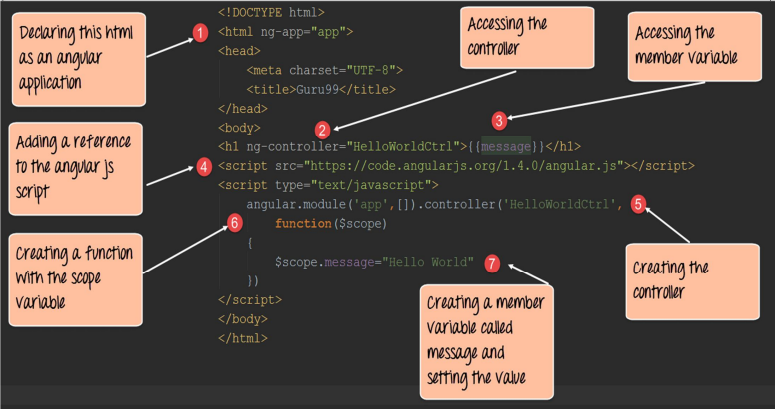 Declaring this html
as an angular
application
1
Accessing the
controller
Accessing the
member variable
2
3
Adding a reference
to the angular js
script
4
Creating a function
with the scope
variable
6
5
Creating the
controller
7
Creating a member
variable called
message and
setting the value
<!DOCTYPE html>
<html ng-app="app">
<head>
<meta charset="UTF-8">
<title>Guru99</title>
</head>
<body>
<h1 ng-controller="HelloWorldCtrl">{{message}}</h1>
<script src="https://code.angularjs.org/1.4.0/angular.js"></script>
<script type="text/javascript">
angular.module('app',[]).controller('HelloWorldCtrl',
function($scope)
{
$scope.message="Hello World"
})
</script>
</body>
</html>